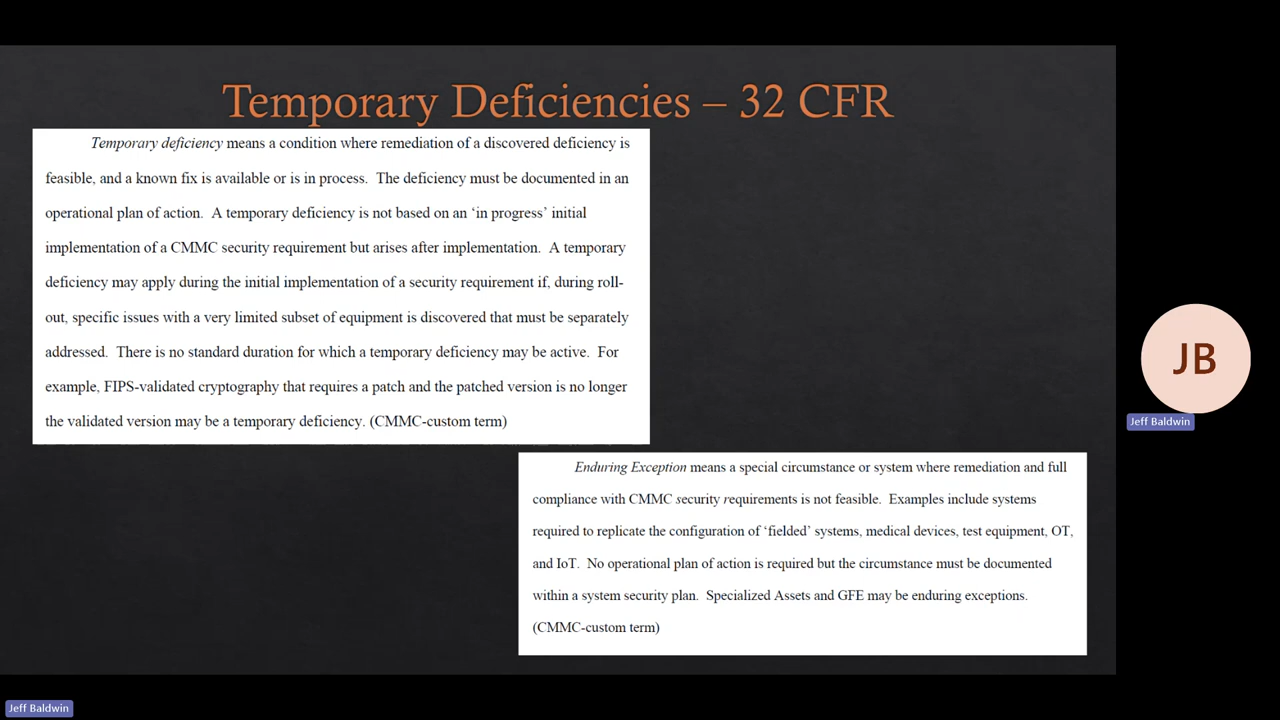 Temporary Deficiencies – 32 CFR
Temporary deficiency means a condition where remediation of a discovered deficiency is
feasible, and a known fix is available or is in process. The deficiency must be documented in an
operational plan of action. A temporary deficiency is not based on an ‘in progress’ initial
implementation of a CMMC security requirement but arises after implementation. A temporary
deficiency may apply during the initial implementation of a security requirement if, during roll-
out, specific issues with a very limited subset of equipment is discovered that must be separately
addressed. There is no standard duration for which a temporary deficiency may be active. For
example, FIPS-validated cryptography that requires a patch and the patched version is no longer
the validated version may be a temporary deficiency. (CMMC-custom term)
Enduring Exception means a special circumstance or system where remediation and full
compliance with CMMC security requirements is not feasible. Examples include systems
required to replicate the configuration of ‘fielded’ systems, medical devices, test equipment, OT,
and IoT. No operational plan of action is required but the circumstance must be documented
within a system security plan. Specialized Assets and GFE may be enduring exceptions.
(CMMC-custom term)
JB
Jeff Baldwin
Jeff Baldwin